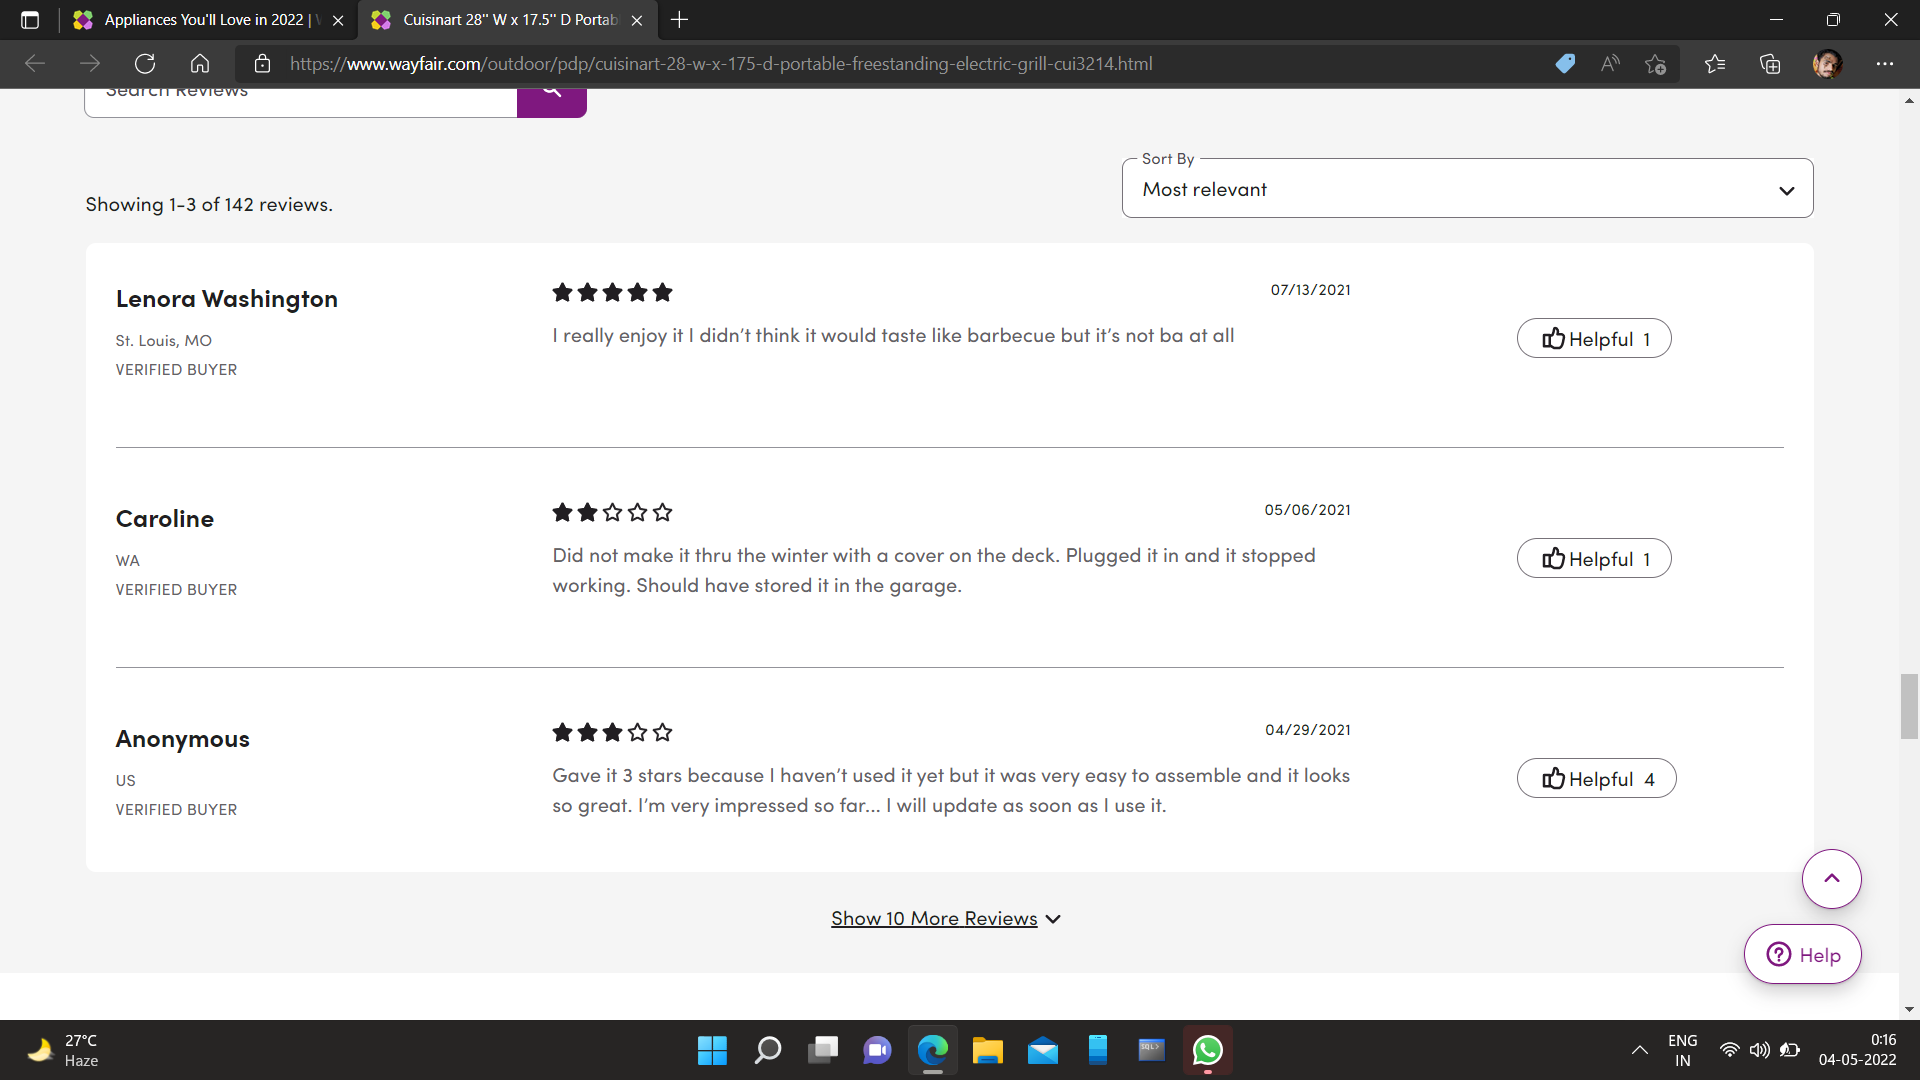 Appliances You'll Love in 2022 |
Cuisinart 28'' W x 17.5'' D Portab
https://www.wayfair.com/outdoor/pdp/cuisinart-28-w-x-175-d-portable-freestanding-electric-grill-cui3214.html
Search Reviews
Sort By
Most relevant
Showing 1-3 of 142 reviews.
Lenora Washington
07/13/2021
St. Louis, MO
VERIFIED BUYER
I really enjoy it I didn't think it would taste like barbecue but it's not ba at all
Helpful 1
Caroline
05/06/2021
WA
VERIFIED BUYER
Did not make it thru the winter with a cover on the deck. Plugged it in and it stopped
working. Should have stored it in the garage.
Helpful 1
Anonymous
04/29/2021
US
VERIFIED BUYER
Gave it 3 stars because I haven't used it yet but it was very easy to assemble and it looks
so great. I'm very impressed so far... I will update as soon as I use it.
Helpful 4
Show 10 More Reviews
Help
27°C
Haze
SQL>
ENG
IN
0:16
04-05-2022